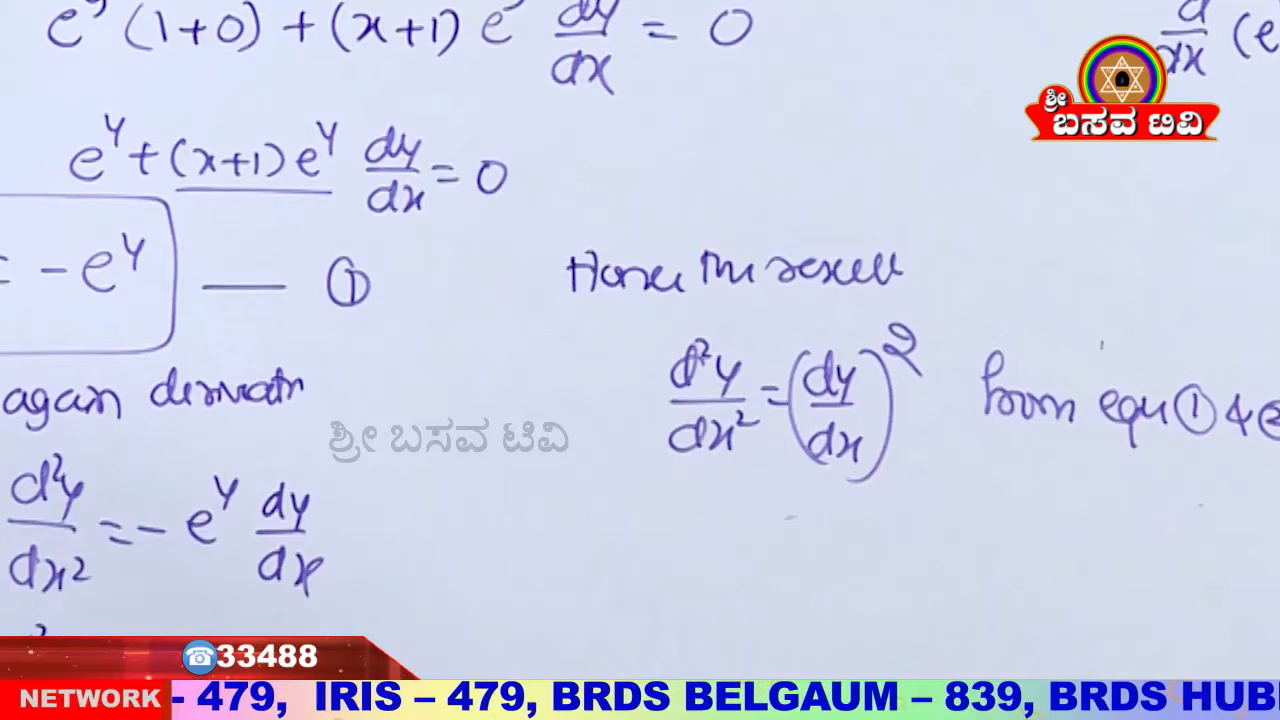 e^y (1+0) + (x+1) e^y dy/dx = 0
d/dx (e
ಶ್ರೀ
ಬಸವ ಟಿವಿ
e^y + (x+1) e^y dy/dx = 0
= -e^y — ①
Hence the result
d²y/dx² = (dy/dx)² from equ ① &
again
ಶ್ರೀ ಬಸವ ಟಿವಿ
d²y/dx² = - e^y dy/dx
33488
NETWORK - 479, IRIS – 479, BRDS BELGAUM – 839, BRDS HUB